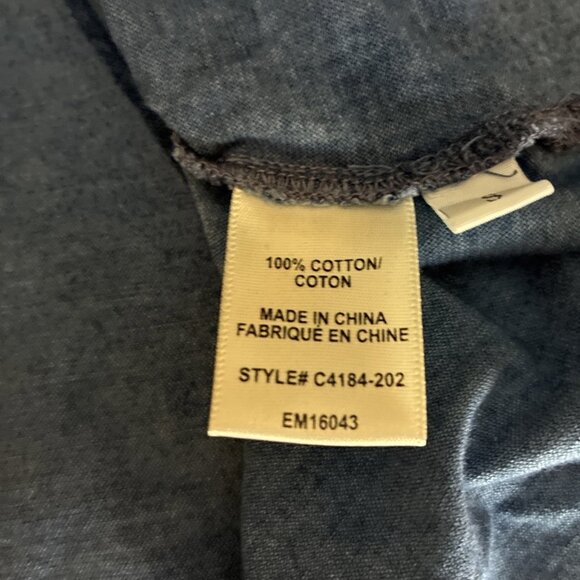 100% COTTON/
COTON
MADE IN CHINA
FABRIQUÉ EN CHINE
STYLE# C4184-202
EM16043